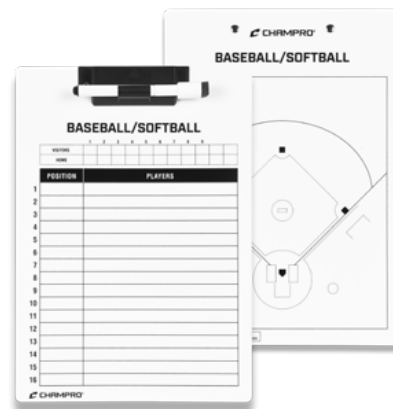 CHAMPRO
BASEBALL/SOFTBALL
BASEBALL/SOFTBALL
1 2 3 4 5 6 7 8 9
VISITORS
HOME
POSITION PLAYERS
1
2
3
4
5
6
7
8
9
10
11
12
13
14
15
16
CHAMPRO